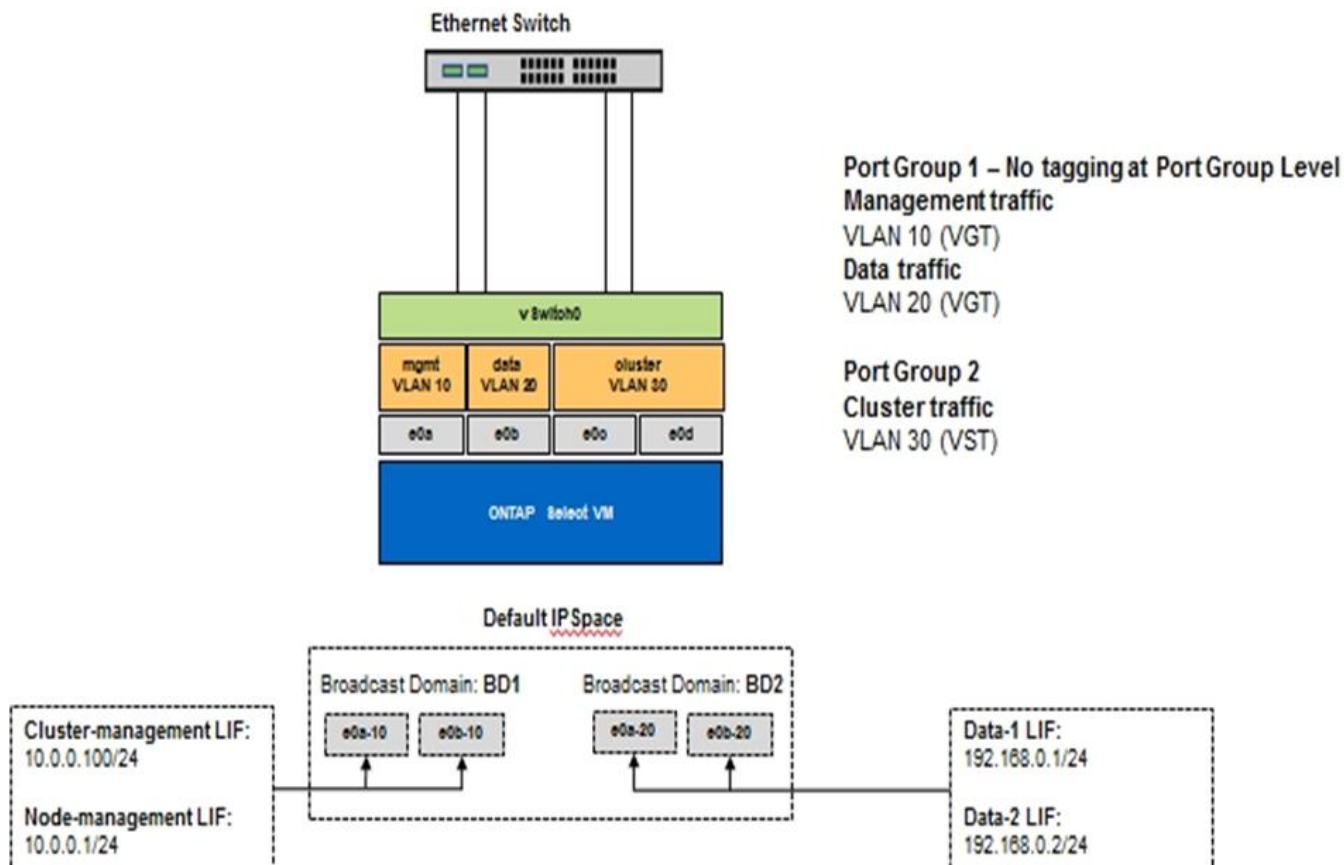 Ethernet Switch
Port Group 1 – No tagging at Port Group Level
Management traffic
VLAN 10 (VGT)
Data traffic
VLAN 20 (VGT)
Port Group 2
Cluster traffic
VLAN 30 (VST)
vSwitch0
mgmt
VLAN 10
data
VLAN 20
cluster
VLAN 30
e0a
e0b
e0c
e0d
ONTAP Select VM
Default IPSpace
Broadcast Domain: BD1
Broadcast Domain: BD2
e0a-10
e0b-10
e0a-20
e0b-20
Cluster-management LIF:
10.0.0.100/24
Node-management LIF:
10.0.0.1/24
Data-1 LIF:
192.168.0.1/24
Data-2 LIF:
192.168.0.2/24